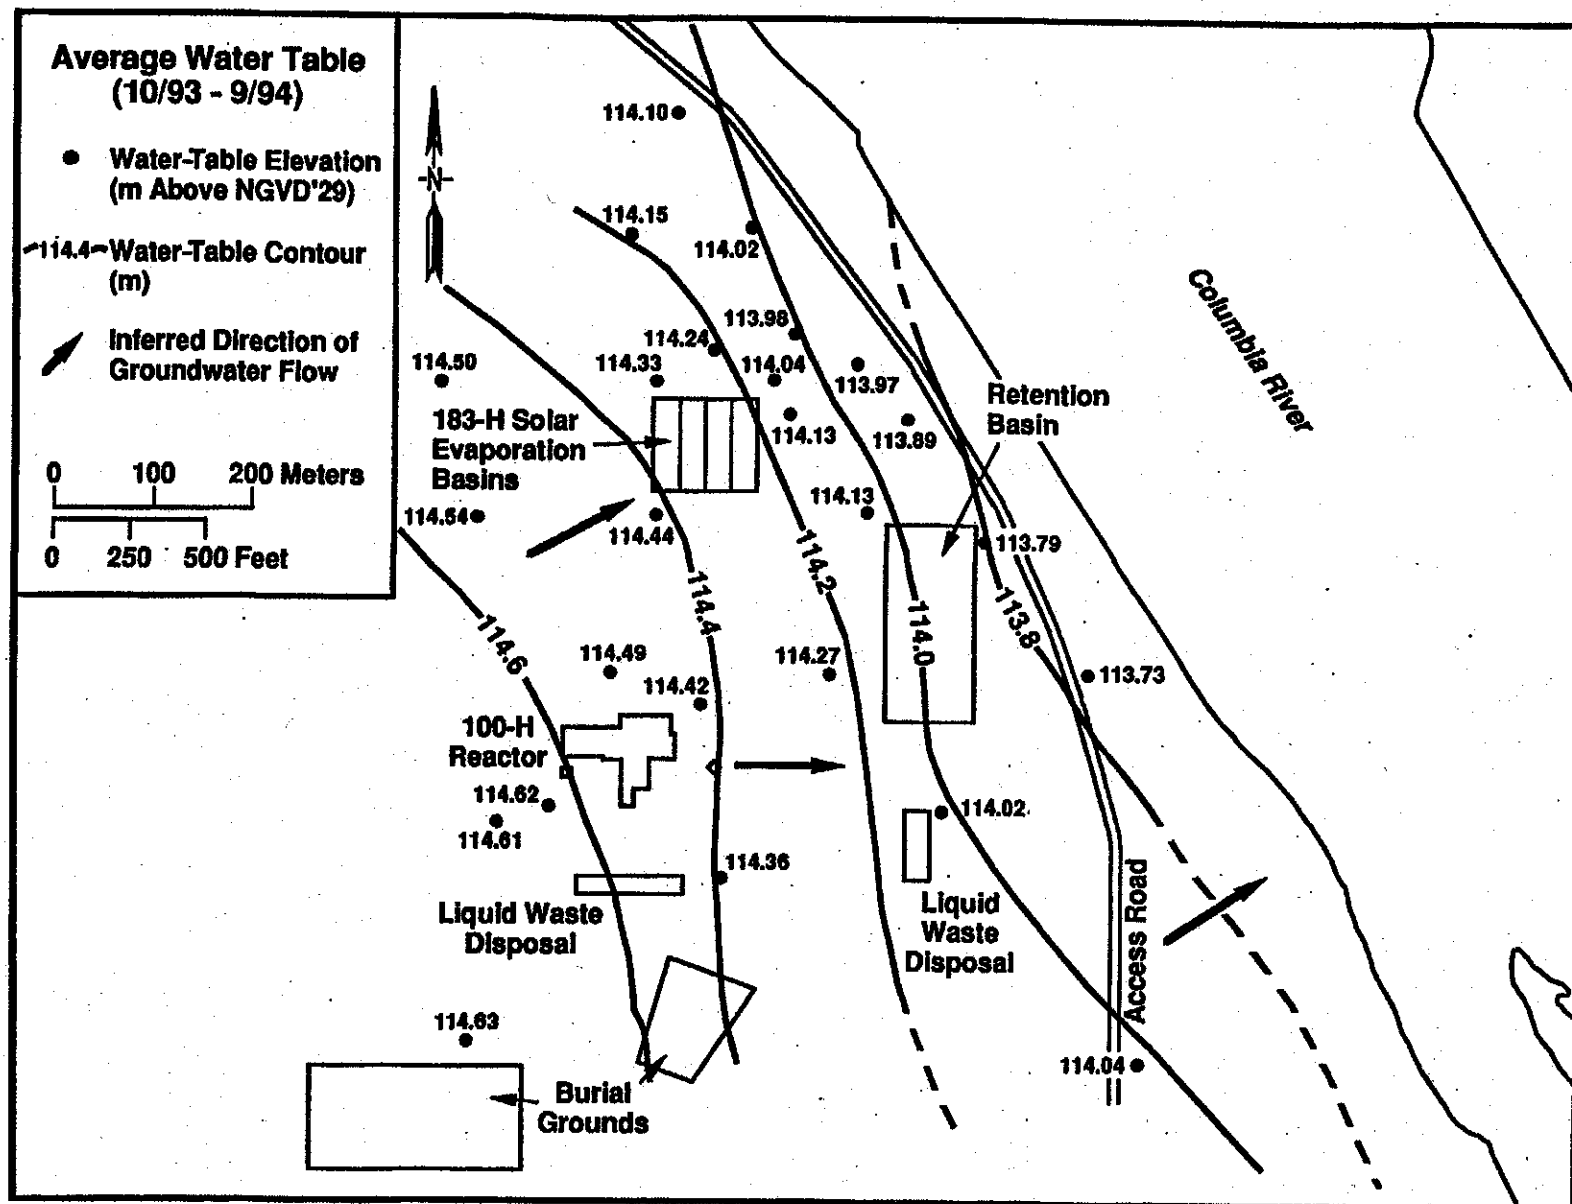 Average Water Table
(10/93 - 9/94)
Water-Table Elevation
(m Above NGVD'29)
114.4
Water-Table Contour
(m)
Inferred Direction of
Groundwater Flow
0 100 200 Meters
0 250 500 Feet
N
114.10
114.15
114.02
113.98
114.24
114.50
114.33
114.04
113.97
183-H Solar
Evaporation
Basins
114.13
113.89
Retention
Basin
Columbia River
114.54
114.44
114.13
113.79
114.6
114.4
114.2
114.0
113.8
114.49
114.42
114.27
113.73
100-H
Reactor
114.62
114.61
114.02
114.36
Liquid Waste
Disposal
Liquid
Waste
Disposal
Access Road
114.63
114.04
Burial
Grounds